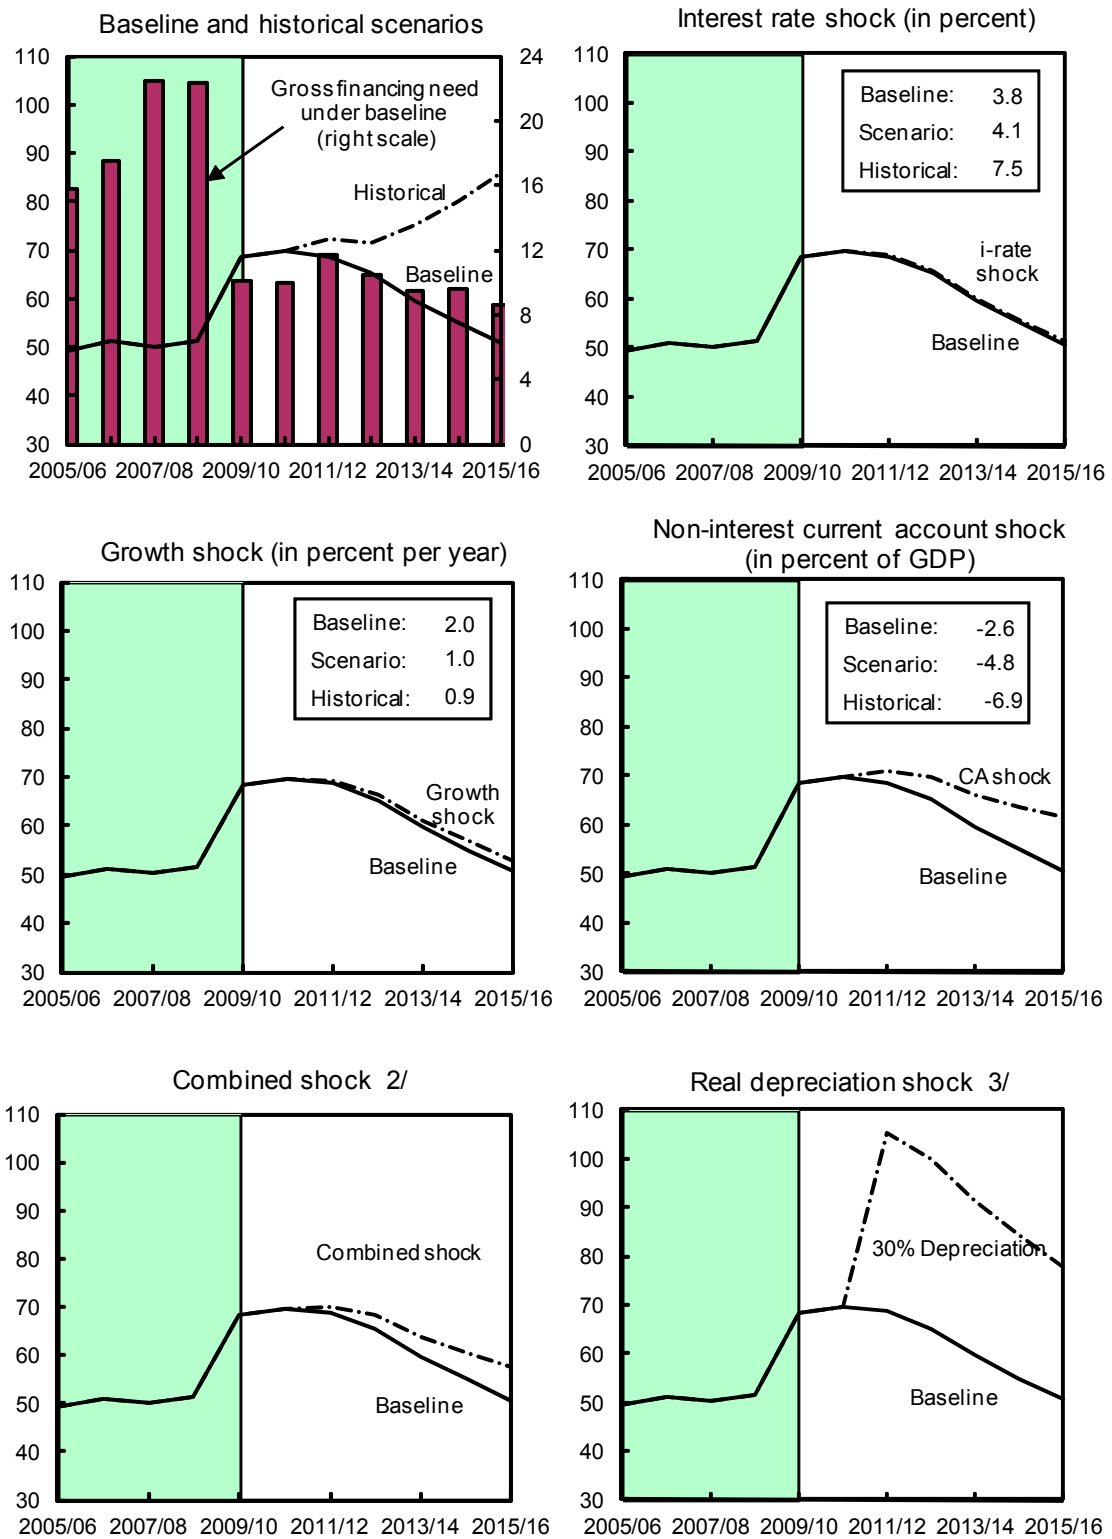 Baseline and historical scenarios
110
100
90
80
70
60
50
40
30
24
20
16
12
8
4
0
Gross financing need
under baseline
(right scale)
Historical
Baseline
2005/06 2007/08 2009/10 2011/12 2013/14 2015/16
Interest rate shock (in percent)
110
100
90
80
70
60
50
40
30
Baseline: 3.8
Scenario: 4.1
Historical: 7.5
i-rate
shock
Baseline
2005/06 2007/08 2009/10 2011/12 2013/14 2015/16
Growth shock (in percent per year)
110
100
90
80
70
60
50
40
30
Baseline: 2.0
Scenario: 1.0
Historical: 0.9
Growth
shock
Baseline
2005/06 2007/08 2009/10 2011/12 2013/14 2015/16
Non-interest current account shock
(in percent of GDP)
110
100
90
80
70
60
50
40
30
Baseline: -2.6
Scenario: -4.8
Historical: -6.9
CA shock
Baseline
2005/06 2007/08 2009/10 2011/12 2013/14 2015/16
Combined shock 2/
110
100
90
80
70
60
50
40
30
Combined shock
Baseline
2005/06 2007/08 2009/10 2011/12 2013/14 2015/16
Real depreciation shock 3/
110
100
90
80
70
60
50
40
30
30% Depreciation
Baseline
2005/06 2007/08 2009/10 2011/12 2013/14 2015/16